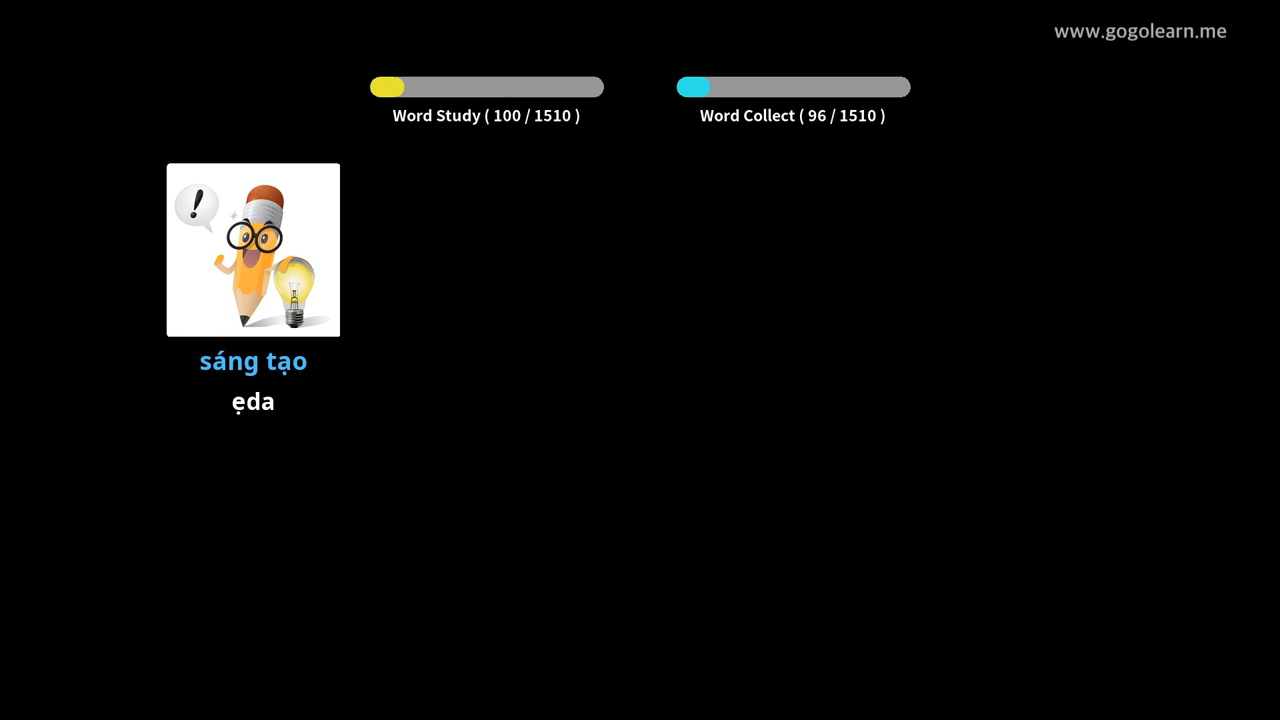 www.gogolearn.me
Word Study ( 100 / 1510 )
Word Collect ( 96 / 1510 )
!
sáng tạo
ẹda